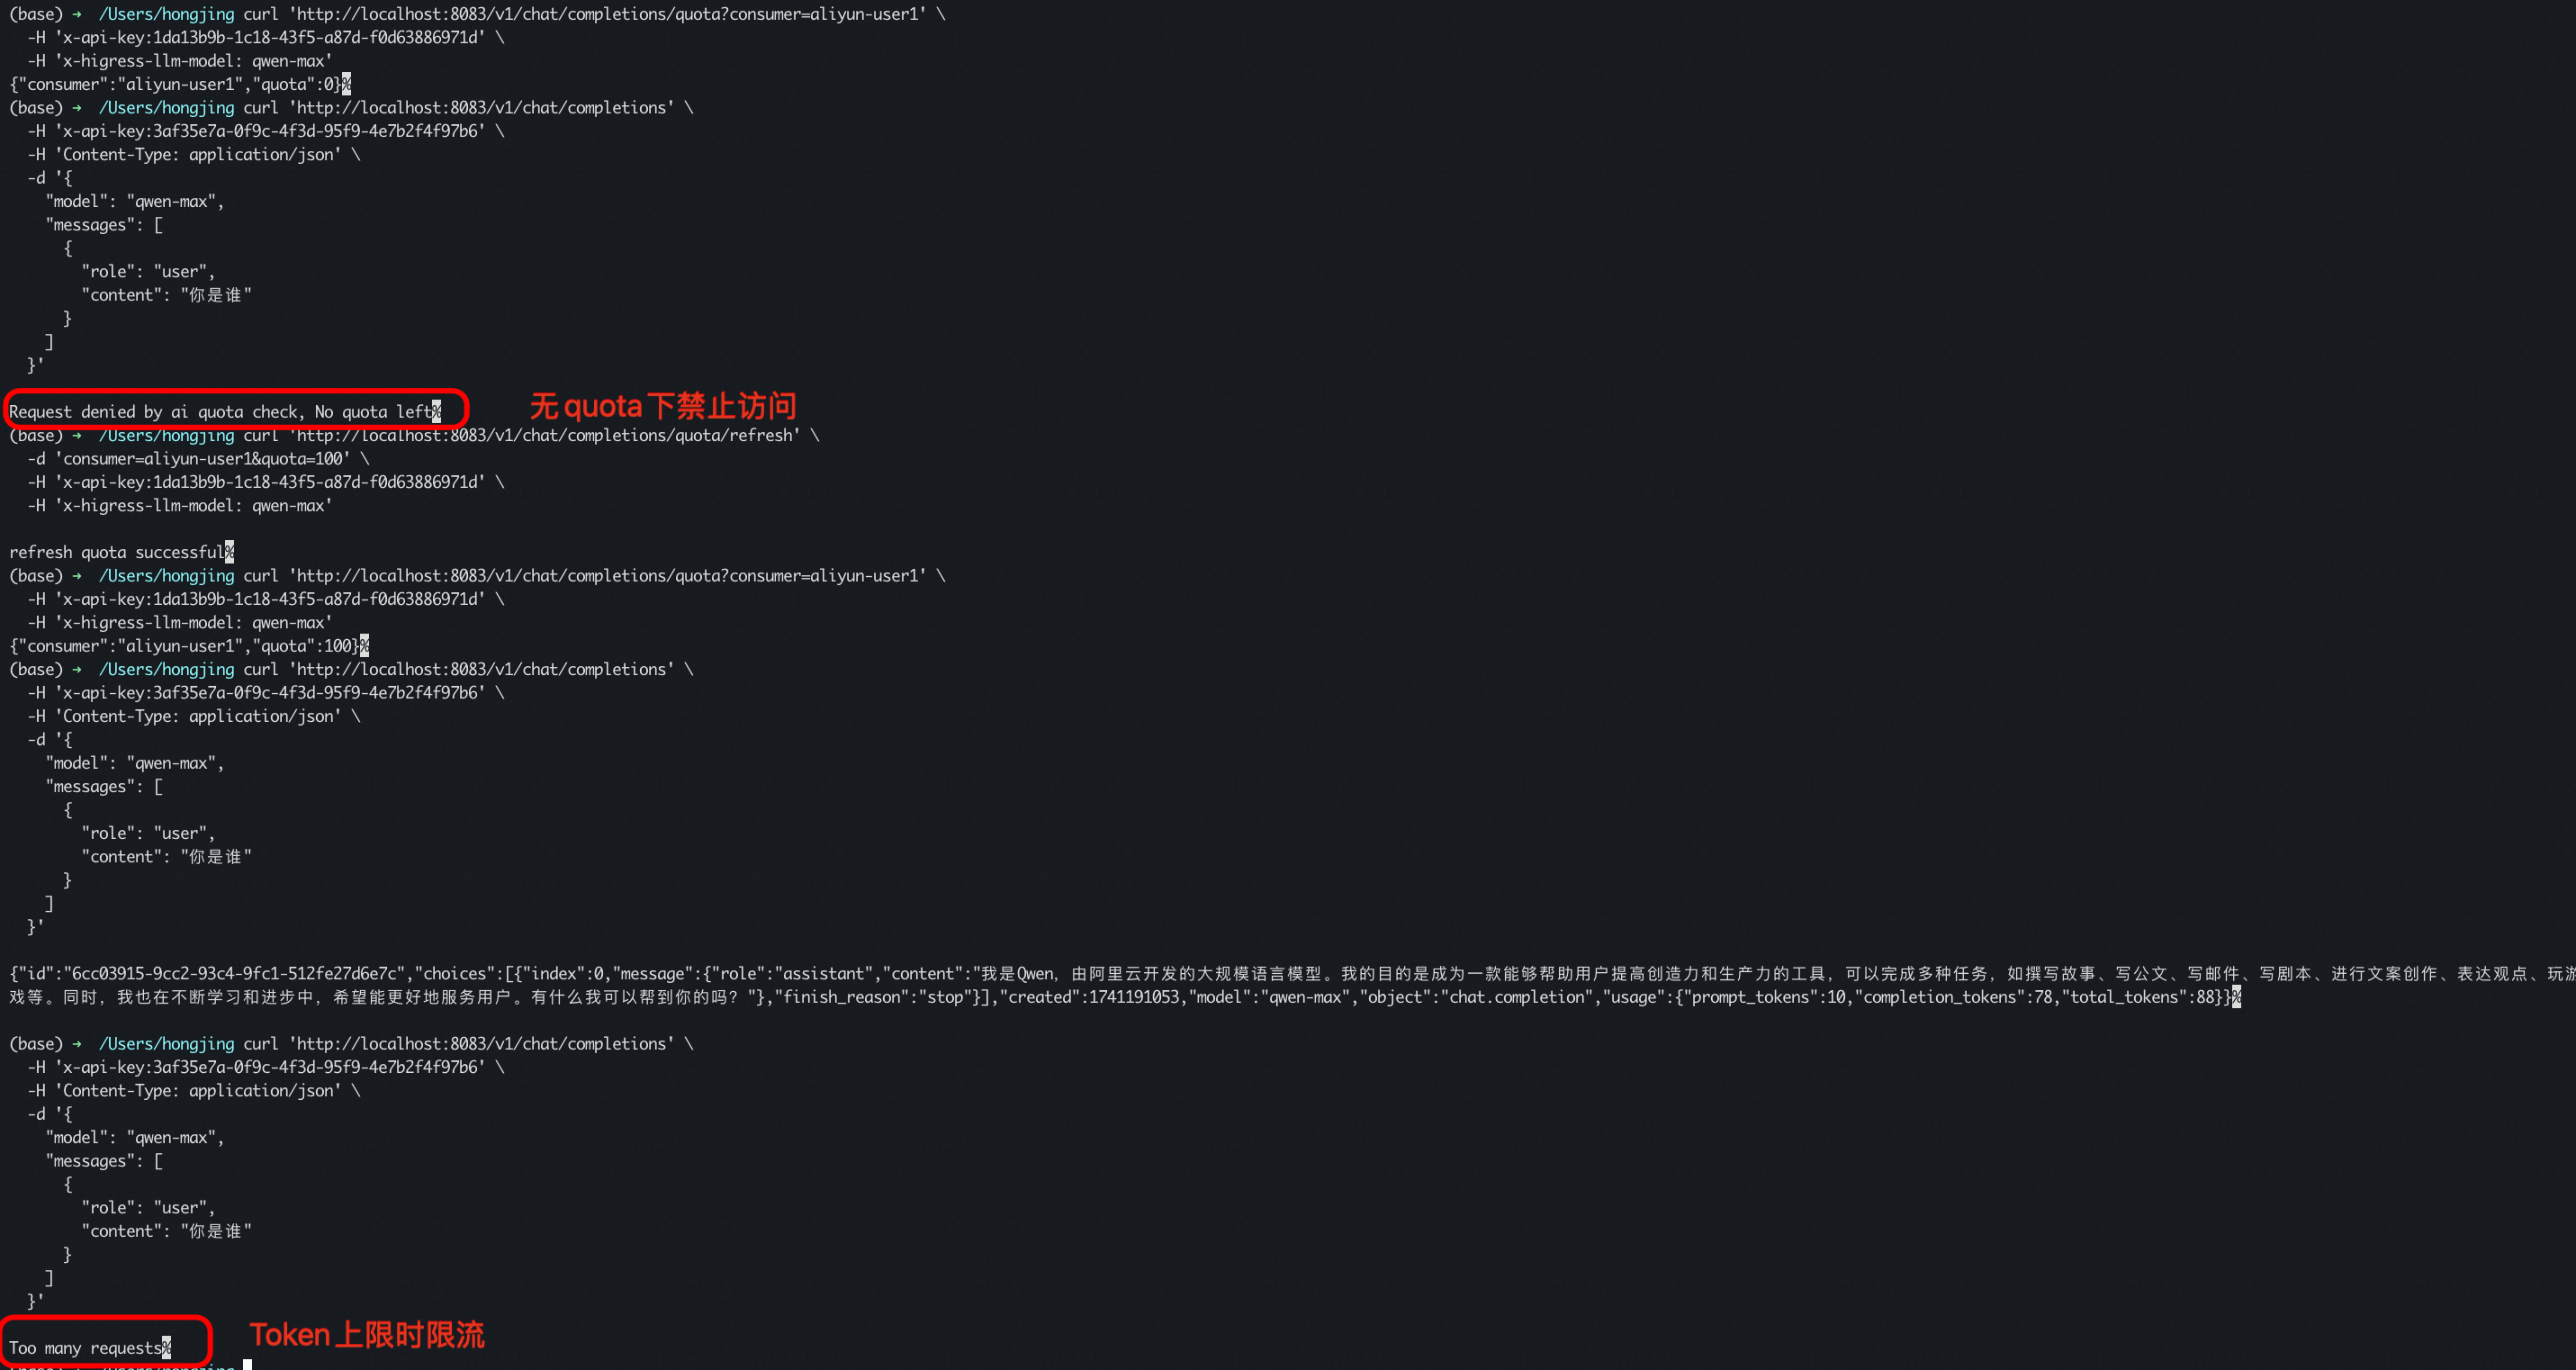 (base) → /Users/hongjing curl 'http://localhost:8083/v1/chat/completions/quota?consumer=aliyun-user1' \
-H 'x-api-key:1da13b9b-1c18-43f5-a87d-f0d63886971d' \
-H 'x-higress-llm-model: qwen-max'
{"consumer":"aliyun-user1","quota":0}%
(base) → /Users/hongjing curl 'http://localhost:8083/v1/chat/completions' \
-H 'x-api-key:3af35e7a-0f9c-4f3d-95f9-4e7b2f4f97b6' \
-H 'Content-Type: application/json' \
-d '{
"model": "qwen-max",
"messages": [
{
"role": "user",
"content": "你是谁"
}
]
}'
Request denied by ai quota check, No quota left% 无quota下禁止访问
(base) → /Users/hongjing curl 'http://localhost:8083/v1/chat/completions/quota/refresh' \
-d 'consumer=aliyun-user1&quota=100' \
-H 'x-api-key:1da13b9b-1c18-43f5-a87d-f0d63886971d' \
-H 'x-higress-llm-model: qwen-max'
refresh quota successful%
(base) → /Users/hongjing curl 'http://localhost:8083/v1/chat/completions/quota?consumer=aliyun-user1' \
-H 'x-api-key:1da13b9b-1c18-43f5-a87d-f0d63886971d' \
-H 'x-higress-llm-model: qwen-max'
{"consumer":"aliyun-user1","quota":100}%
(base) → /Users/hongjing curl 'http://localhost:8083/v1/chat/completions' \
-H 'x-api-key:3af35e7a-0f9c-4f3d-95f9-4e7b2f4f97b6' \
-H 'Content-Type: application/json' \
-d '{
"model": "qwen-max",
"messages": [
{
"role": "user",
"content": "你是谁"
}
]
}'
{"id":"6cc03915-9cc2-93c4-9fc1-512fe27d6e7c","choices":[{"index":0,"message":{"role":"assistant","content":"我是Qwen，由阿里云开发的大规模语言模型。我的目的是成为一款能够帮助用户提高创造力和生产力的工具，可以完成多种任务，如撰写故事、写公文、写邮件、写剧本、进行文案创作、表达观点、玩游
戏等。同时，我也在不断学习和进步中，希望能更好地服务用户。有什么我可以帮到你的吗？"},"finish_reason":"stop"}],"created":1741191053,"model":"qwen-max","object":"chat.completion","usage":{"prompt_tokens":10,"completion_tokens":78,"total_tokens":88}}%
(base) → /Users/hongjing curl 'http://localhost:8083/v1/chat/completions' \
-H 'x-api-key:3af35e7a-0f9c-4f3d-95f9-4e7b2f4f97b6' \
-H 'Content-Type: application/json' \
-d '{
"model": "qwen-max",
"messages": [
{
"role": "user",
"content": "你是谁"
}
]
}'
Too many requests% Token上限时限流
(base) → /Users/hongjing